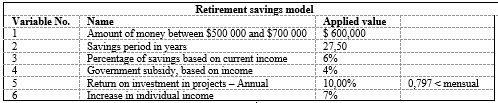 Retirement savings model
Variable No. Name Applied value
1 Amount of money between $500 000 and $700 000 $ 600,000
2 Savings period in years 27,50
3 Percentage of savings based on current income 6%
4 Government subsidy, based on income 4%
5 Return on investment in projects – Annual 10,00% 0,797 < mensual
6 Increase in individual income 7%